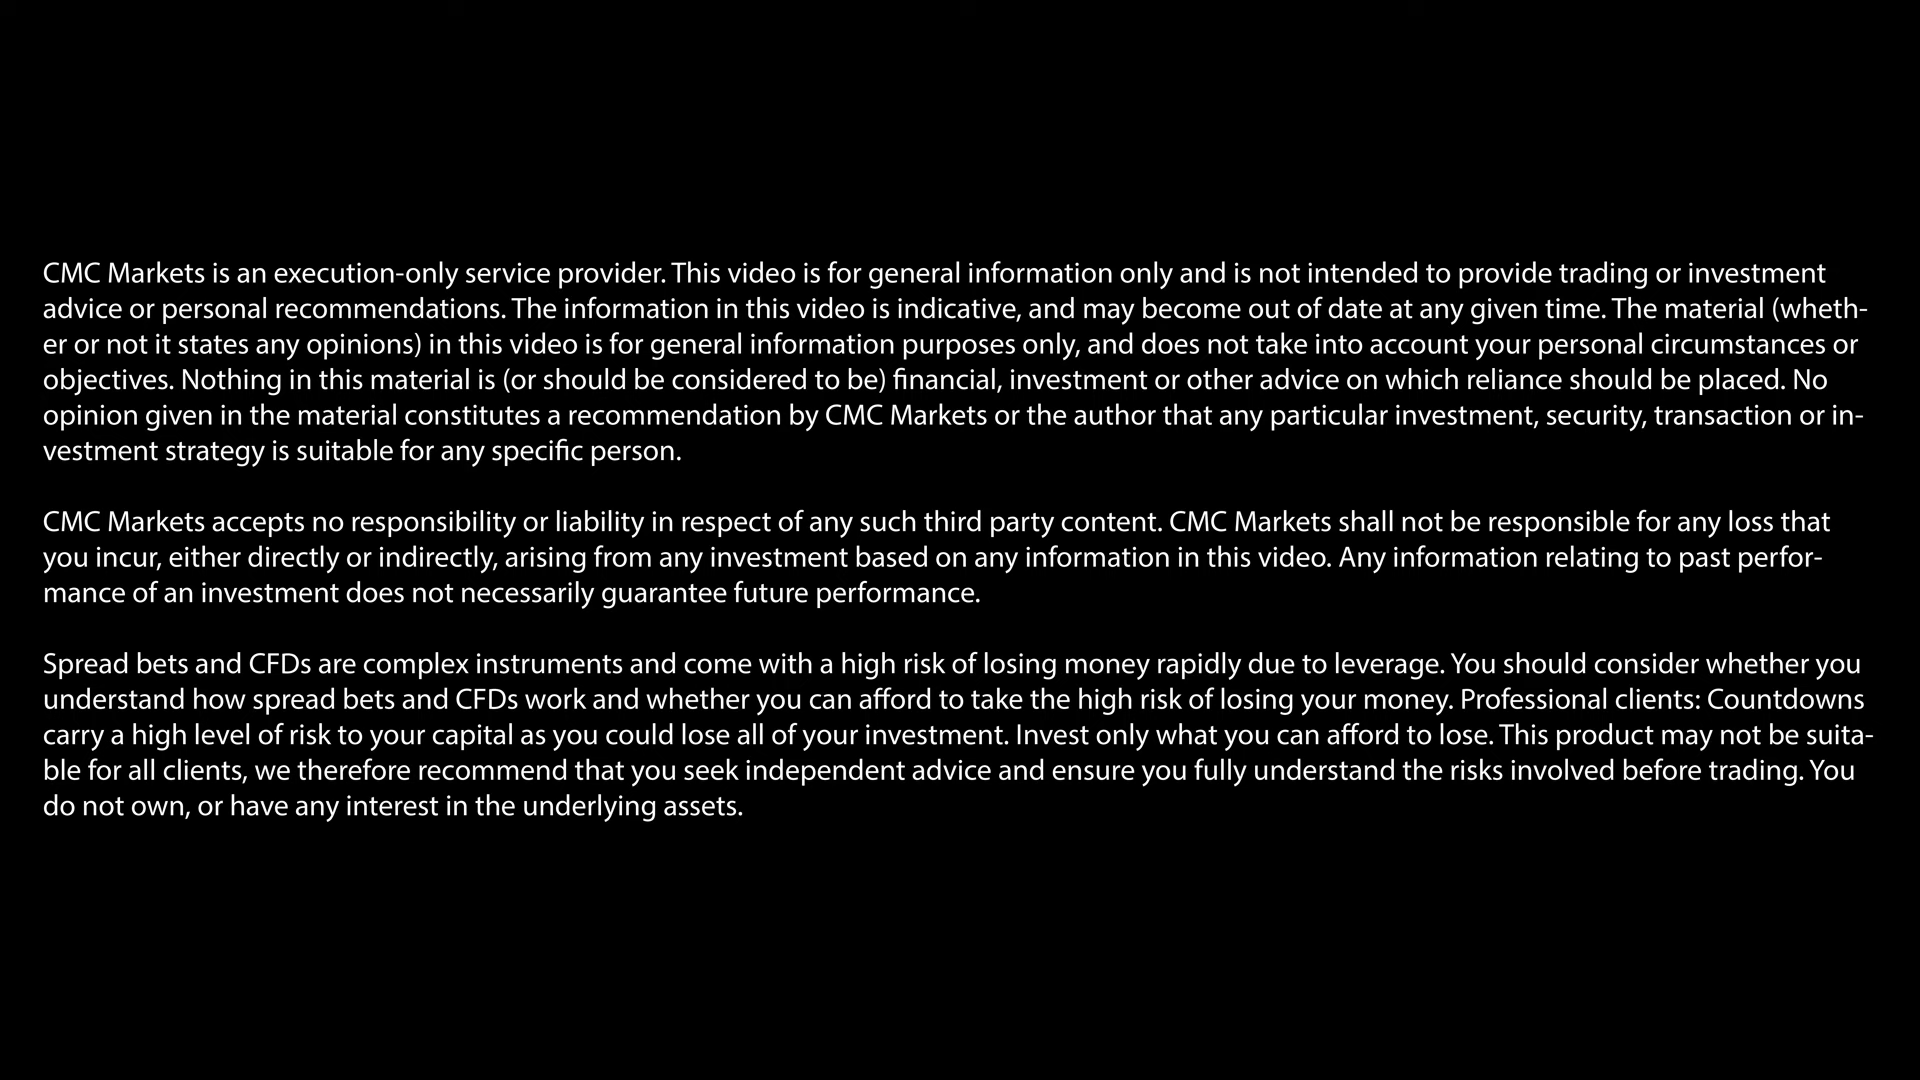 CMC Markets is an execution-only service provider. This video is for general information only and is not intended to provide trading or investment
advice or personal recommendations. The information in this video is indicative, and may become out of date at any given time. The material (wheth-
er or not it states any opinions) in this video is for general information purposes only, and does not take into account your personal circumstances or
objectives. Nothing in this material is (or should be considered to be) financial, investment or other advice on which reliance should be placed. No
opinion given in the material constitutes a recommendation by CMC Markets or the author that any particular investment, security, transaction or in-
vestment strategy is suitable for any specific person.
CMC Markets accepts no responsibility or liability in respect of any such third party content. CMC Markets shall not be responsible for any loss that
you incur, either directly or indirectly, arising from any investment based on any information in this video. Any information relating to past perfor-
mance of an investment does not necessarily guarantee future performance.
Spread bets and CFDs are complex instruments and come with a high risk of losing money rapidly due to leverage. You should consider whether you
understand how spread bets and CFDs work and whether you can afford to take the high risk of losing your money. Professional clients: Countdowns
carry a high level of risk to your capital as you could lose all of your investment. Invest only what you can afford to lose. This product may not be suita-
ble for all clients, we therefore recommend that you seek independent advice and ensure you fully understand the risks involved before trading. You
do not own, or have any interest in the underlying assets.